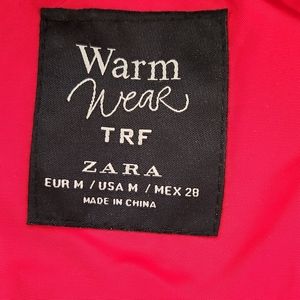 Warm
Wear
TRF
ZARA
EUR M / USA M / MEX 28
MADE IN CHINA